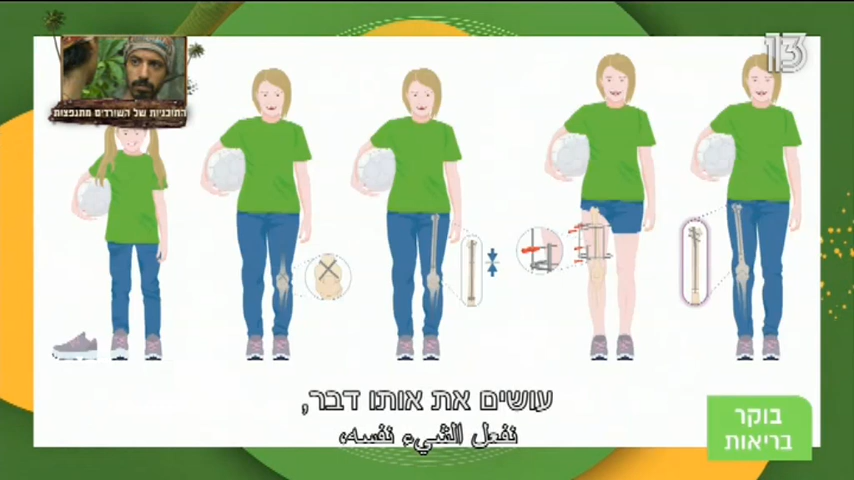 13
התוכניות של השורדים מתנפצות
עושים את אותו דבר,
نفعل الشيء نفسه،
בוקר
בריאות